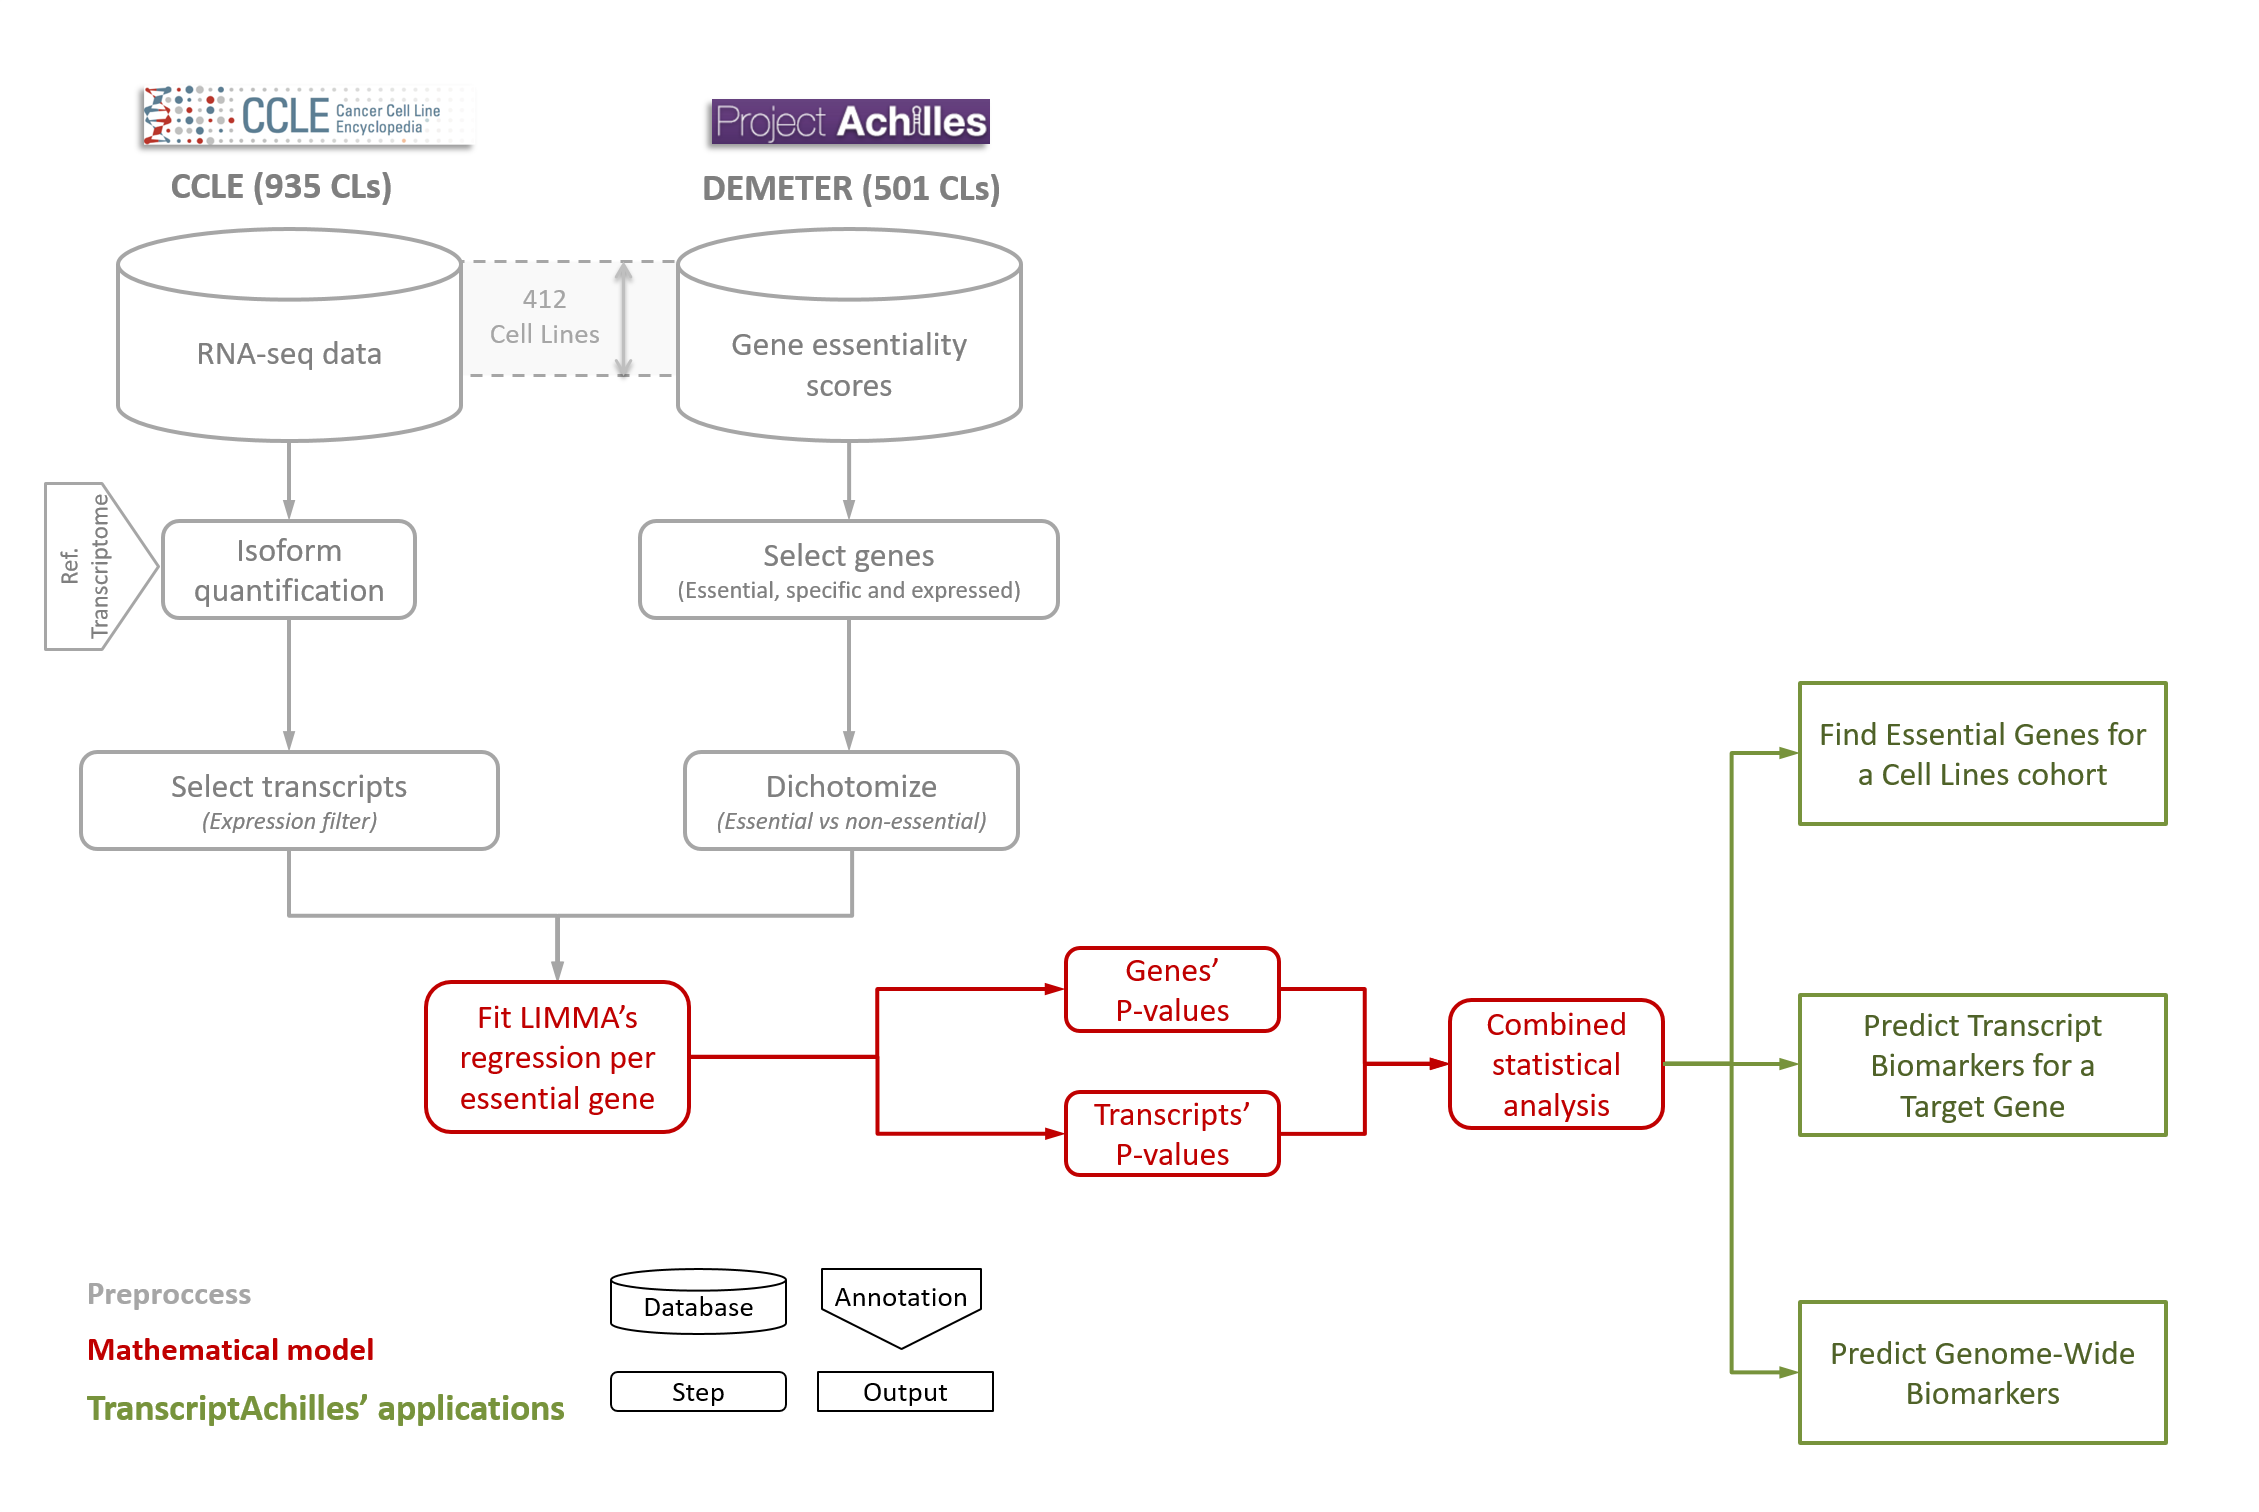 CCLE Cancer Cell Line
Encyclopedia
Project Achilles
CCLE (935 CLs)
DEMETER (501 CLs)
412
Cell Lines
RNA-seq data
Gene essentiality
scores
Ref.
Transcriptome
Isoform
quantification
Select genes
(Essential, specific and expressed)
Select transcripts
(Expression filter)
Dichotomize
(Essential vs non-essential)
Fit LIMMA’s
regression per
essential gene
Genes’
P-values
Transcripts’
P-values
Combined
statistical
analysis
Find Essential Genes for
a Cell Lines cohort
Predict Transcript
Biomarkers for a
Target Gene
Predict Genome-Wide
Biomarkers
Preproccess
Mathematical model
TranscriptAchilles’ applications
Database
Annotation
Step
Output